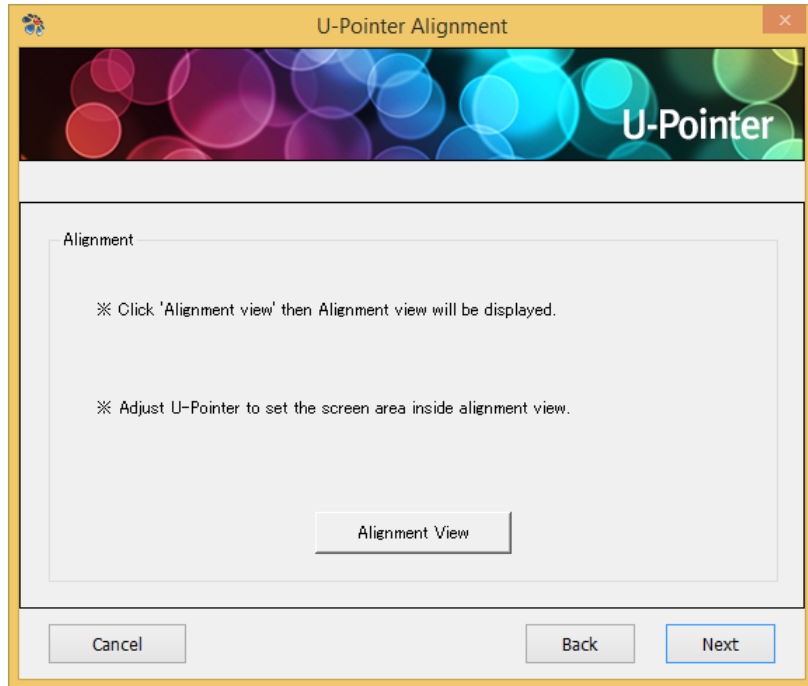 U-Pointer Alignment
U-Pointer
Alignment
※ Click 'Alignment view' then Alignment view will be displayed.
※ Adjust U-Pointer to set the screen area inside alignment view.
Alignment View
Cancel
Back
Next